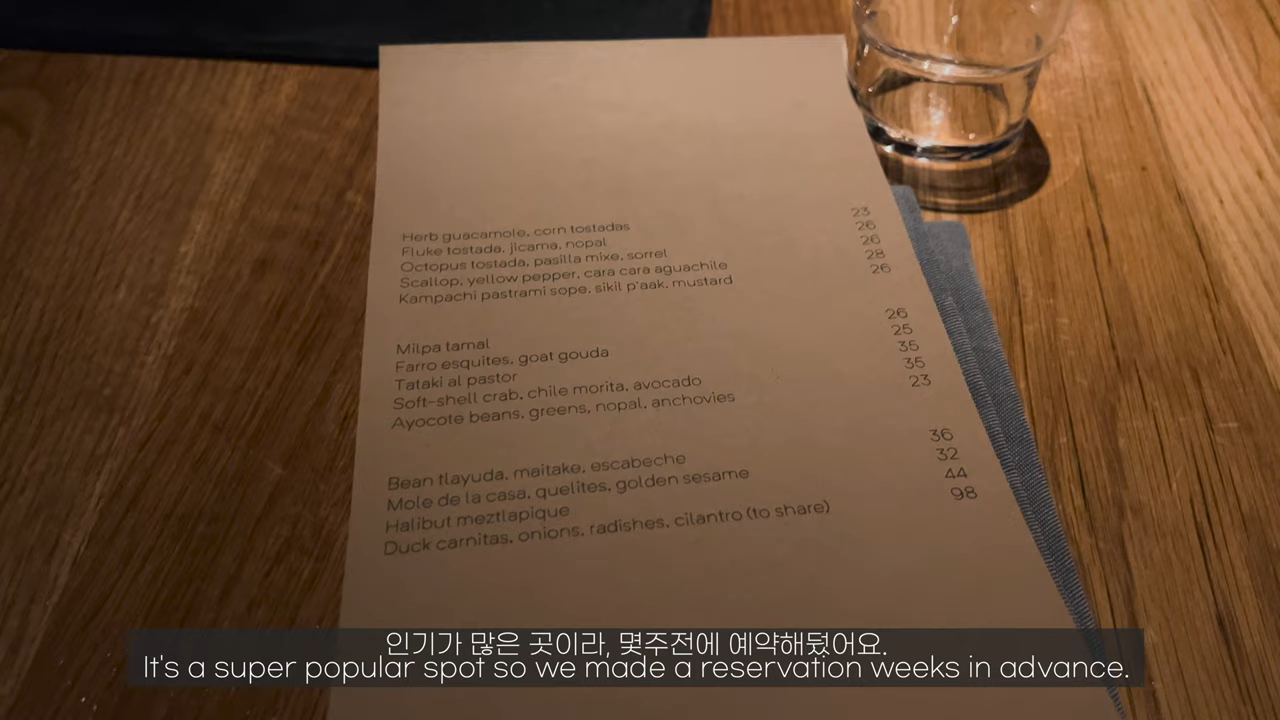 Herb guacamole, corn tostadas 23
Fluke tostada, jicama, nopal 26
Octopus tostada, pasilla mixe, sorrel 26
Scallop, yellow pepper, cara cara aguachile 28
Kampachi pastrami sope, sikil p'aak, mustard 26
Milpa tamal 26
Farro esquites, goat gouda 25
Tataki al pastor 35
Soft-shell crab, chile morita, avocado 35
Ayocote beans, greens, nopal, anchovies 23
Bean tlayuda, maitake, escabeche 36
Mole de la casa, quelites, golden sesame 32
Halibut meztlapique 44
Duck carnitas, onions, radishes, cilantro (to share) 98
인기가 많은 곳이라, 몇주전에 예약해뒀어요.
It's a super popular spot so we made a reservation weeks in advance.